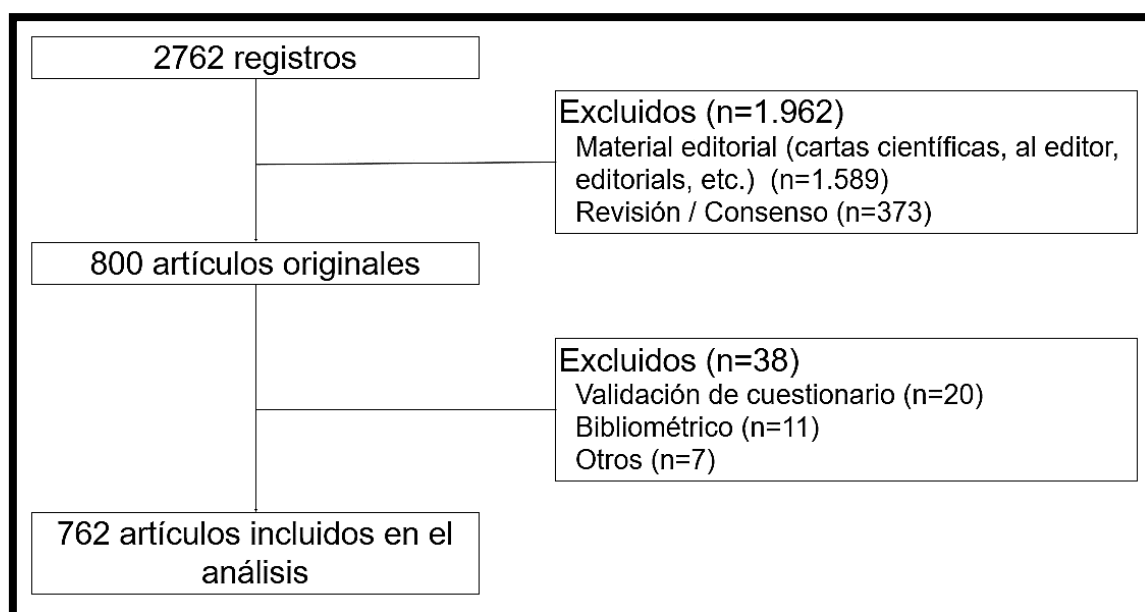 2762 registros
Excluidos (n=1.962)
Material editorial (cartas científicas, al editor,
editorials, etc.)  (n=1.589)
Revisión / Consenso (n=373)
800 artículos originales
Excluidos (n=38)
Validación de cuestionario (n=20)
Bibliométrico (n=11)
Otros (n=7)
762 artículos incluidos en el
análisis